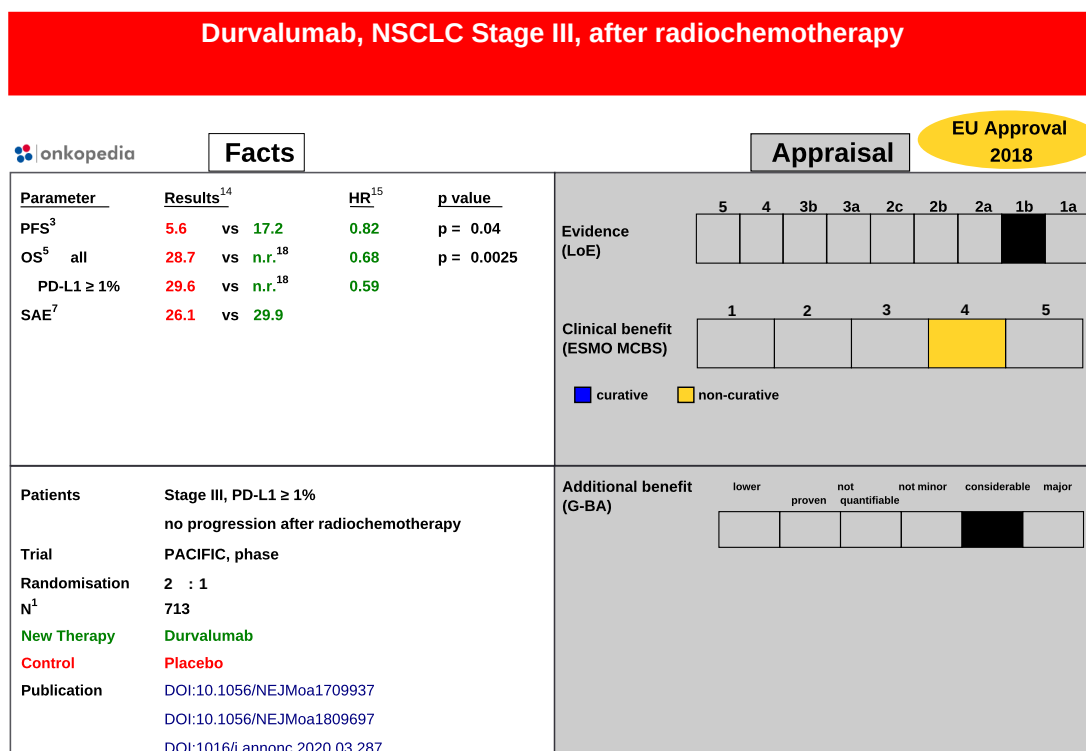 Durvalumab, NSCLC Stage III, after radiochemotherapy
EU Approval
2018
onkopedia
Facts
Appraisal
Parameter Results14 HR15 p value
PFS3 5.6 vs 17.2 0.82 p = 0.04
OS5 all 28.7 vs n.r.18 0.68 p = 0.0025
PD-L1 ≥ 1% 29.6 vs n.r.18 0.59
SAE7 26.1 vs 29.9
5 4 3b 3a 2c 2b 2a 1b 1a
Evidence
(LoE)
1 2 3 4 5
Clinical benefit
(ESMO MCBS)
curative non-curative
Patients Stage III, PD-L1 ≥ 1%
no progression after radiochemotherapy
Trial PACIFIC, phase
Randomisation 2 : 1
N1 713
New Therapy Durvalumab
Control Placebo
Publication DOI:10.1056/NEJMoa1709937
DOI:10.1056/NEJMoa1809697
DOI:1016/j.annonc.2020.03.287
Additional benefit
(G-BA)
lower not not minor considerable major
proven quantifiable